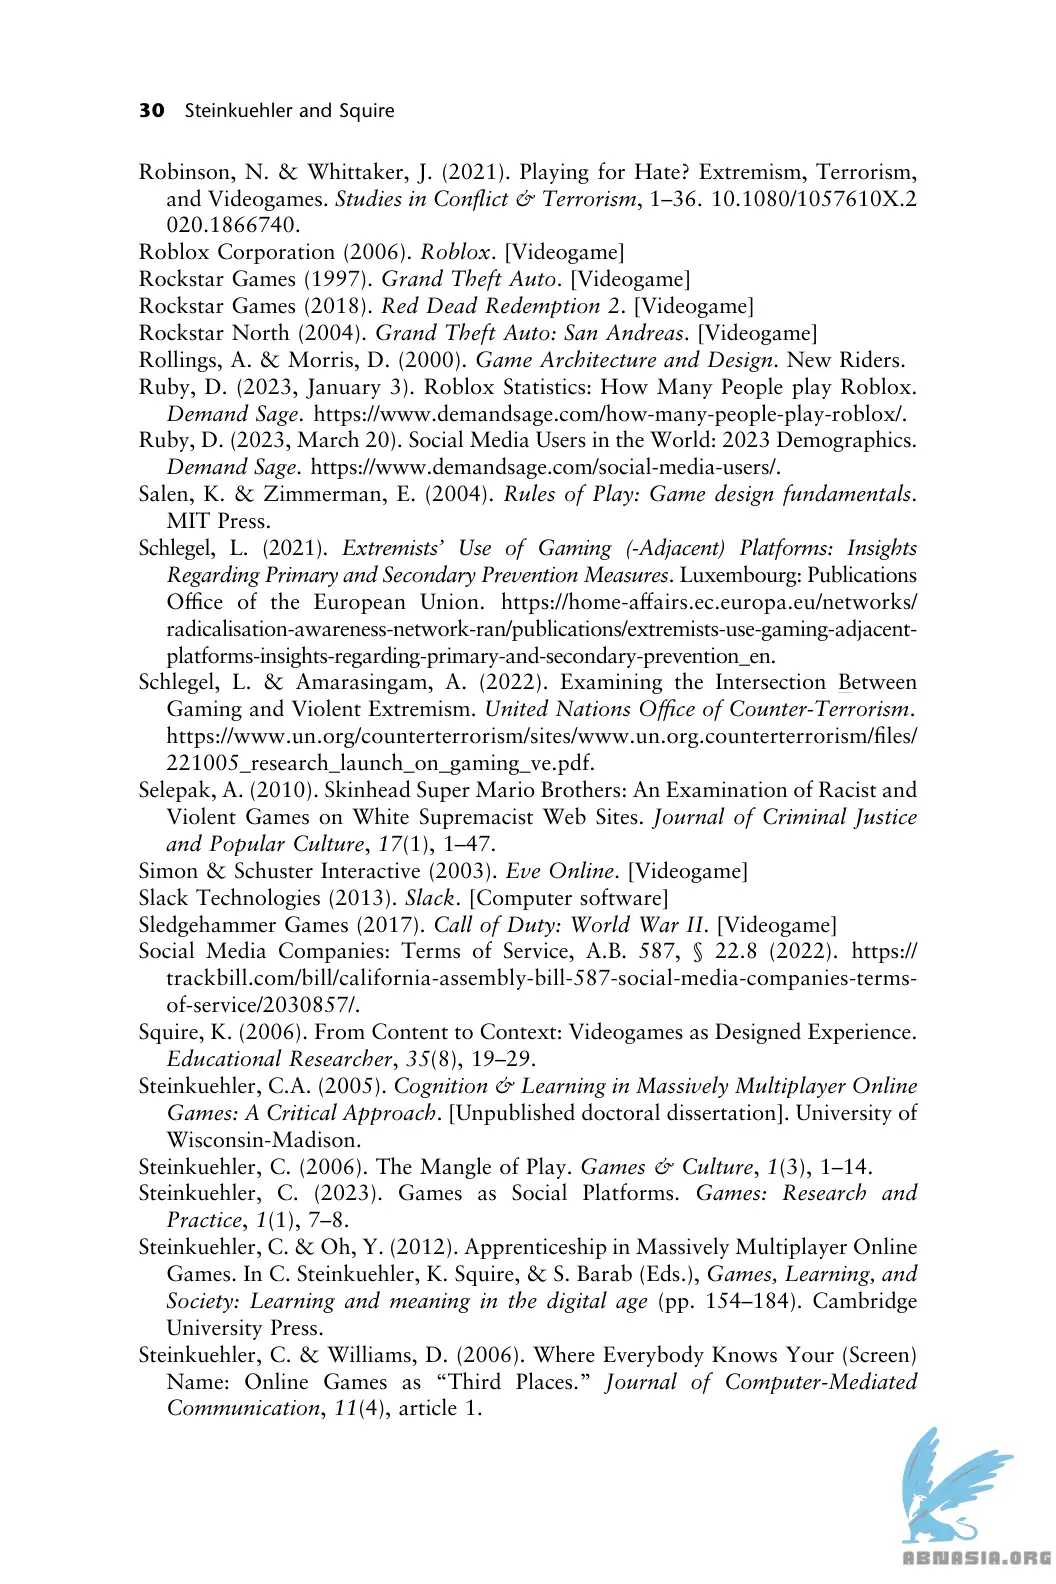 30 Steinkuehler and Squire
Robinson, N. & Whittaker, J. (2021). Playing for Hate? Extremism, Terrorism,
and Videogames. Studies in Conflict & Terrorism, 1–36. 10.1080/1057610X.2
020.1866740.
Roblox Corporation (2006). Roblox. [Videogame]
Rockstar Games (1997). Grand Theft Auto. [Videogame]
Rockstar Games (2018). Red Dead Redemption 2. [Videogame]
Rockstar North (2004). Grand Theft Auto: San Andreas. [Videogame]
Rollings, A. & Morris, D. (2000). Game Architecture and Design. New Riders.
Ruby, D. (2023, January 3). Roblox Statistics: How Many People play Roblox.
Demand Sage. https://www.demandsage.com/how-many-people-play-roblox/.
Ruby, D. (2023, March 20). Social Media Users in the World: 2023 Demographics.
Demand Sage. https://www.demandsage.com/social-media-users/.
Salen, K. & Zimmerman, E. (2004). Rules of Play: Game design fundamentals.
MIT Press.
Schlegel, L. (2021). Extremists’ Use of Gaming (-Adjacent) Platforms: Insights
Regarding Primary and Secondary Prevention Measures. Luxembourg: Publications
Office of the European Union. https://home-affairs.ec.europa.eu/networks/
radicalisation-awareness-network-ran/publications/extremists-use-gaming-adjacent-
platforms-insights-regarding-primary-and-secondary-prevention_en.
Schlegel, L. & Amarasingam, A. (2022). Examining the Intersection Between
Gaming and Violent Extremism. United Nations Office of Counter-Terrorism.
https://www.un.org/counterterrorism/sites/www.un.org.counterterrorism/files/
221005_research_launch_on_gaming_ve.pdf.
Selepak, A. (2010). Skinhead Super Mario Brothers: An Examination of Racist and
Violent Games on White Supremacist Web Sites. Journal of Criminal Justice
and Popular Culture, 17(1), 1–47.
Simon & Schuster Interactive (2003). Eve Online. [Videogame]
Slack Technologies (2013). Slack. [Computer software]
Sledgehammer Games (2017). Call of Duty: World War II. [Videogame]
Social Media Companies: Terms of Service, A.B. 587, § 22.8 (2022). https://
trackbill.com/bill/california-assembly-bill-587-social-media-companies-terms-
of-service/2030857/.
Squire, K. (2006). From Content to Context: Videogames as Designed Experience.
Educational Researcher, 35(8), 19–29.
Steinkuehler, C.A. (2005). Cognition & Learning in Massively Multiplayer Online
Games: A Critical Approach. [Unpublished doctoral dissertation]. University of
Wisconsin-Madison.
Steinkuehler, C. (2006). The Mangle of Play. Games & Culture, 1(3), 1–14.
Steinkuehler, C. (2023). Games as Social Platforms. Games: Research and
Practice, 1(1), 7–8.
Steinkuehler, C. & Oh, Y. (2012). Apprenticeship in Massively Multiplayer Online
Games. In C. Steinkuehler, K. Squire, & S. Barab (Eds.), Games, Learning, and
Society: Learning and meaning in the digital age (pp. 154–184). Cambridge
University Press.
Steinkuehler, C. & Williams, D. (2006). Where Everybody Knows Your (Screen)
Name: Online Games as “Third Places.” Journal of Computer-Mediated
Communication, 11(4), article 1.
ABNASIA.ORG